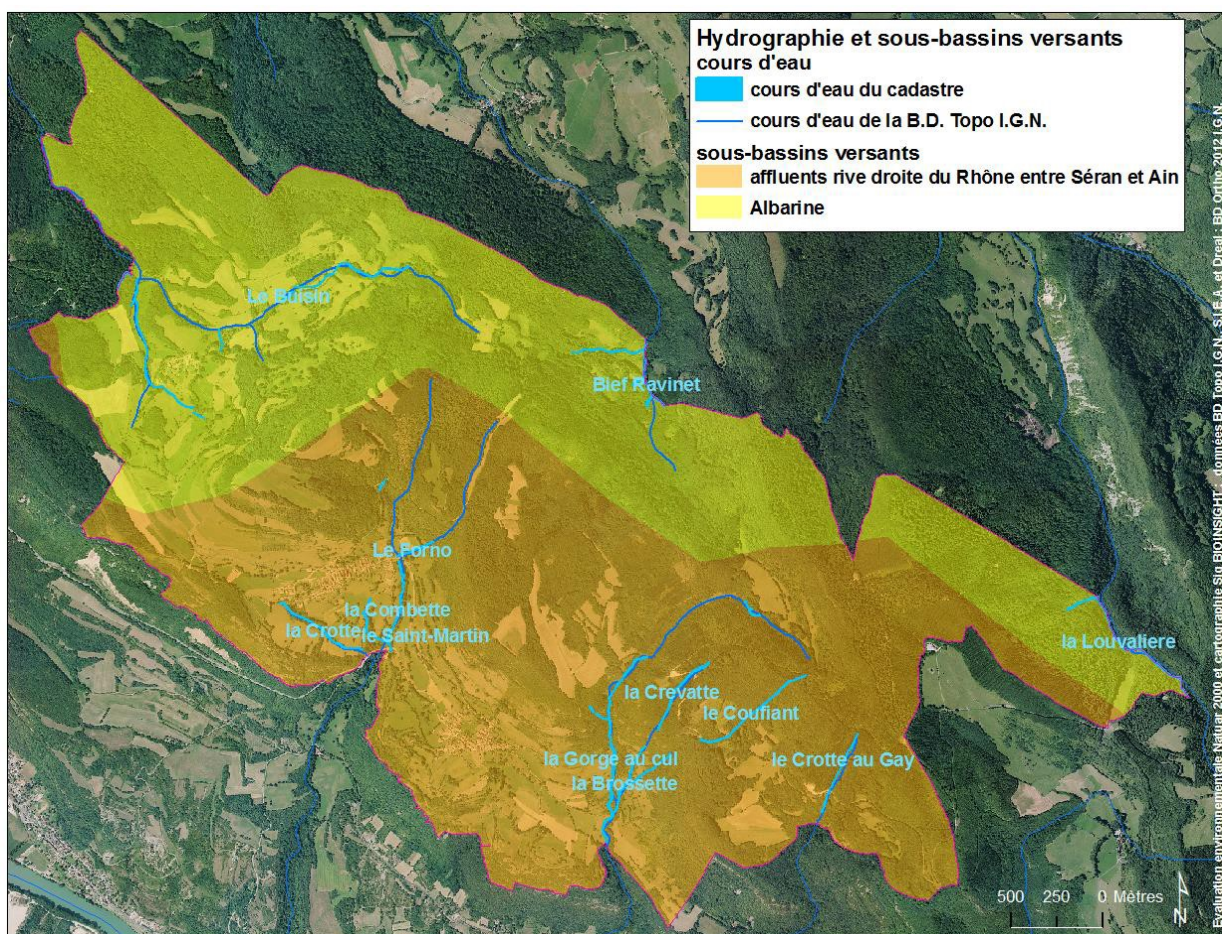 Hydrographie et sous-bassins versants
cours d'eau
cours d'eau du cadastre
cours d'eau de la B.D. Topo I.G.N.
sous-bassins versants
affluents rive droite du Rhône entre Séran et Ain
Albarine
Le Buisin
Bief Ravinet
Le Forno
la Combette
la Crotte
le Saint-Martin
la Louvaliere
la Crevatte
le Coufiant
la Gorge au cul
le Crotte au Gay
la Brossette
500 250 0 Mètres
N
Evaluation environnementale Natuar 2000 et cartographie Sig BIOINSIGHT ; données BD Topo I.G.N. S.I.E.A. et Dréal ; BD Ortho 2012 I.G.N.